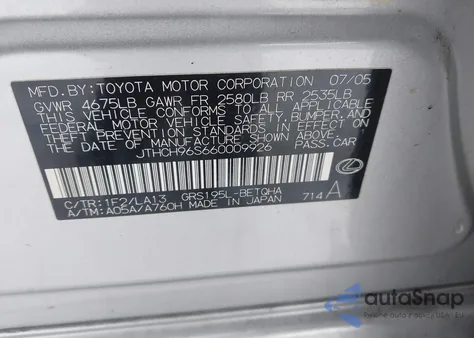 MFD.BY: TOYOTA MOTOR CORPORATION 07/05
GVWR 4675LB GAWR FR 2580LB RR 2535LB
THIS VEHICLE CONFORMS TO ALL APPLICABLE
FEDERAL MOTOR VEHICLE SAFETY, BUMPER, AND
THEFT PREVENTION STANDARDS IN EFFECT ON
THE DATE OF MANUFACTURE SHOWN ABOVE.
JTHCH96S660009926 PASS.CAR
C/TR: 1F2/LA13 GRS195L-BETQHA
A/TM: A05A/A760H MADE IN JAPAN 714A
autoSnap